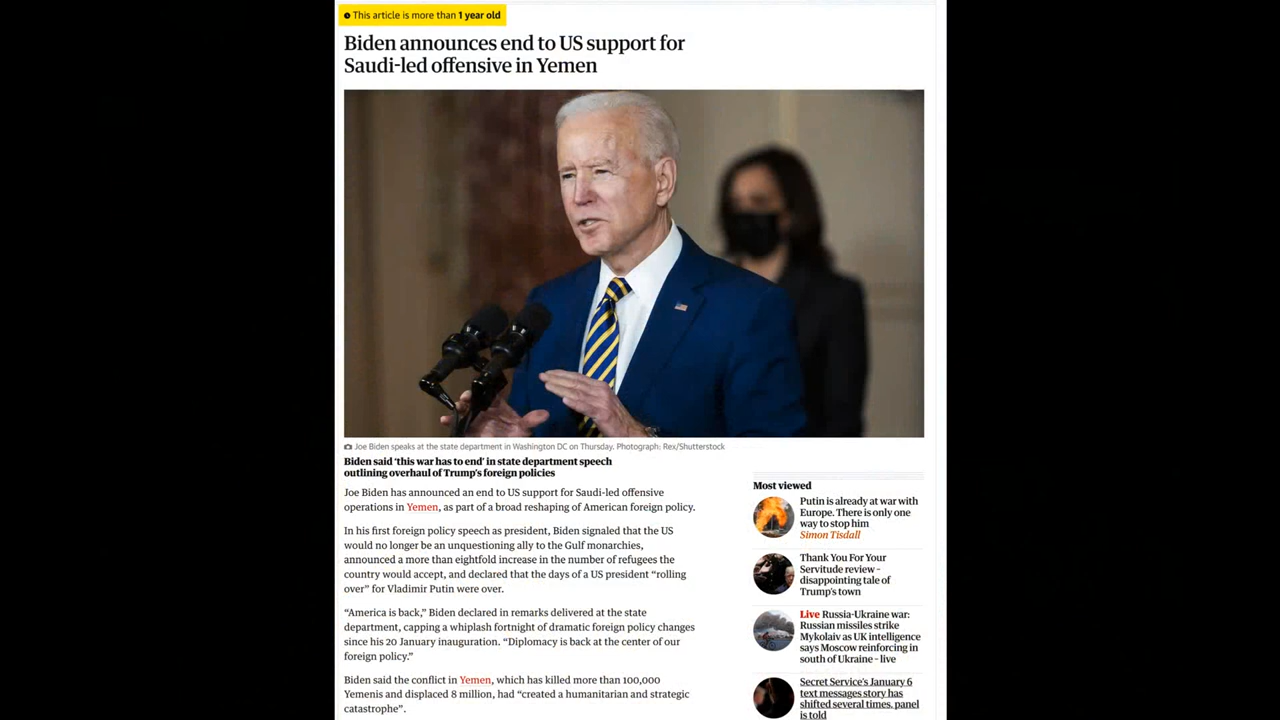 This article is more than 1 year old
Biden announces end to US support for
Saudi-led offensive in Yemen
Joe Biden speaks at the state department in Washington DC on Thursday. Photograph: Rex/Shutterstock
Biden said ‘this war has to end’ in state department speech
outlining overhaul of Trump’s foreign policies
Joe Biden has announced an end to US support for Saudi-led offensive
operations in Yemen, as part of a broad reshaping of American foreign policy.
In his first foreign policy speech as president, Biden signaled that the US
would no longer be an unquestioning ally to the Gulf monarchies,
announced a more than eightfold increase in the number of refugees the
country would accept, and declared that the days of a US president “rolling
over” for Vladimir Putin were over.
“America is back,” Biden declared in remarks delivered at the state
department, capping a whiplash fortnight of dramatic foreign policy changes
since his 20 January inauguration. “Diplomacy is back at the center of our
foreign policy.”
Biden said the conflict in Yemen, which has killed more than 100,000
Yemenis and displaced 8 million, had “created a humanitarian and strategic
catastrophe”.
Most viewed
Putin is already at war with
Europe. There is only one
way to stop him
Simon Tisdall
Thank You For Your
Servitude review –
disappointing tale of
Trump’s town
Live Russia-Ukraine war:
Russian missiles strike
Mykolaiv as UK intelligence
says Moscow reinforcing in
south of Ukraine – live
Secret Service’s January 6
text messages story has
shifted several times, panel
is told